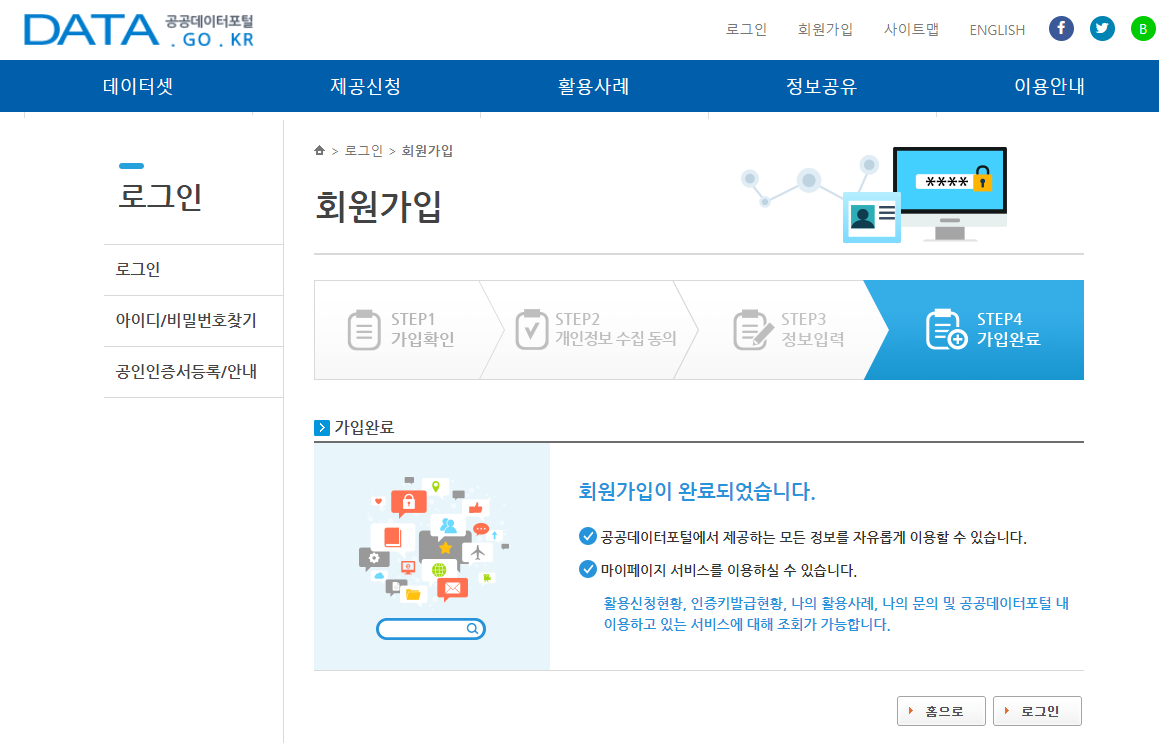 DATA 공공데이터포털
. GO . KR
로그인 회원가입 사이트맵 ENGLISH f B
데이터셋 제공신청 활용사례 정보공유 이용안내
로그인
로그인
아이디/비밀번호찾기
공인인증서등록/안내
> 로그인 > 회원가입
회원가입
****
STEP1
가입확인
STEP2
개인정보 수집 동의
STEP3
정보입력
STEP4
가입완료
가입완료
회원가입이 완료되었습니다.
공공데이터포털에서 제공하는 모든 정보를 자유롭게 이용할 수 있습니다.
마이페이지 서비스를 이용하실 수 있습니다.
활용신청현황, 인증키발급현황, 나의 활용사례, 나의 문의 및 공공데이터포털 내
이용하고 있는 서비스에 대해 조회가 가능합니다.
홈으로 로그인